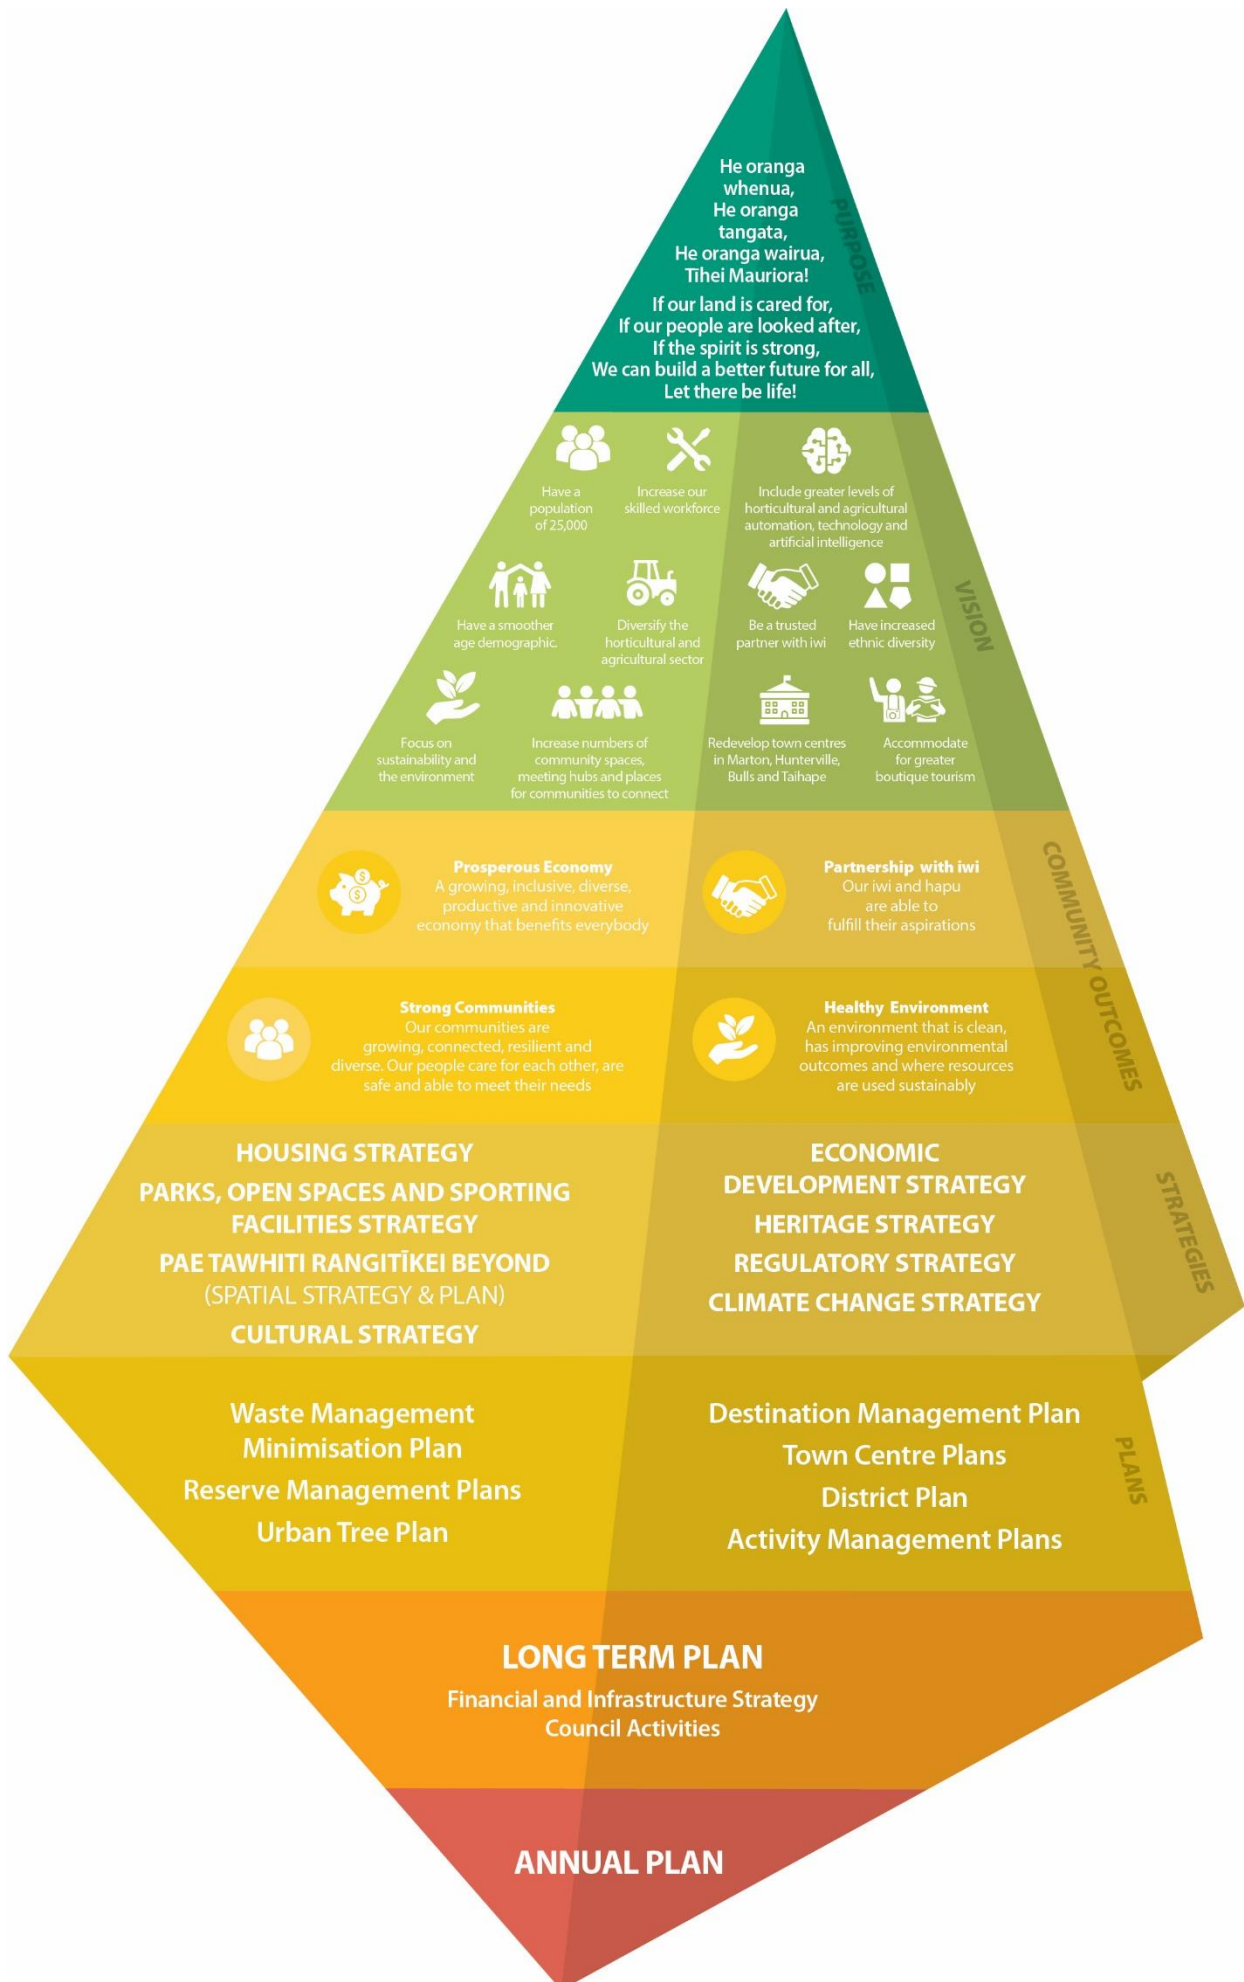 He oranga
whenua,
He oranga
tangata,
He oranga wairua,
Tīhei Mauriora!
If our land is cared for,
If our people are looked after,
If the spirit is strong,
We can build a better future for all,
Let there be life!
PURPOSE
Have a
population
of 25,000
Increase our
skilled workforce
Include greater levels of
horticultural and agricultural
automation, technology and
artificial intelligence
Have a smoother
age demographic.
Diversify the
horticultural and
agricultural sector
Be a trusted
partner with iwi
Have increased
ethnic diversity
VISION
Focus on
sustainability and
the environment
Increase numbers of
community spaces,
meeting hubs and places
for communities to connect
Redevelop town centres
in Marton, Hunterville,
Bulls and Taihape
Accommodate
for greater
boutique tourism
Prosperous Economy
A growing, inclusive, diverse,
productive and innovative
economy that benefits everybody
Partnership with iwi
Our iwi and hapu
are able to
fulfill their aspirations
COMMUNITY OUTCOMES
Strong Communities
Our communities are
growing, connected, resilient and
diverse. Our people care for each other, are
safe and able to meet their needs
Healthy Environment
An environment that is clean,
has improving environmental
outcomes and where resources
are used sustainably
HOUSING STRATEGY
PARKS, OPEN SPACES AND SPORTING
FACILITIES STRATEGY
PAE TAWHITI RANGITĪKEI BEYOND
(SPATIAL STRATEGY & PLAN)
CULTURAL STRATEGY
ECONOMIC
DEVELOPMENT STRATEGY
HERITAGE STRATEGY
REGULATORY STRATEGY
CLIMATE CHANGE STRATEGY
STRATEGIES
Waste Management
Minimisation Plan
Reserve Management Plans
Urban Tree Plan
Destination Management Plan
Town Centre Plans
District Plan
Activity Management Plans
PLANS
LONG TERM PLAN
Financial and Infrastructure Strategy
Council Activities
ANNUAL PLAN